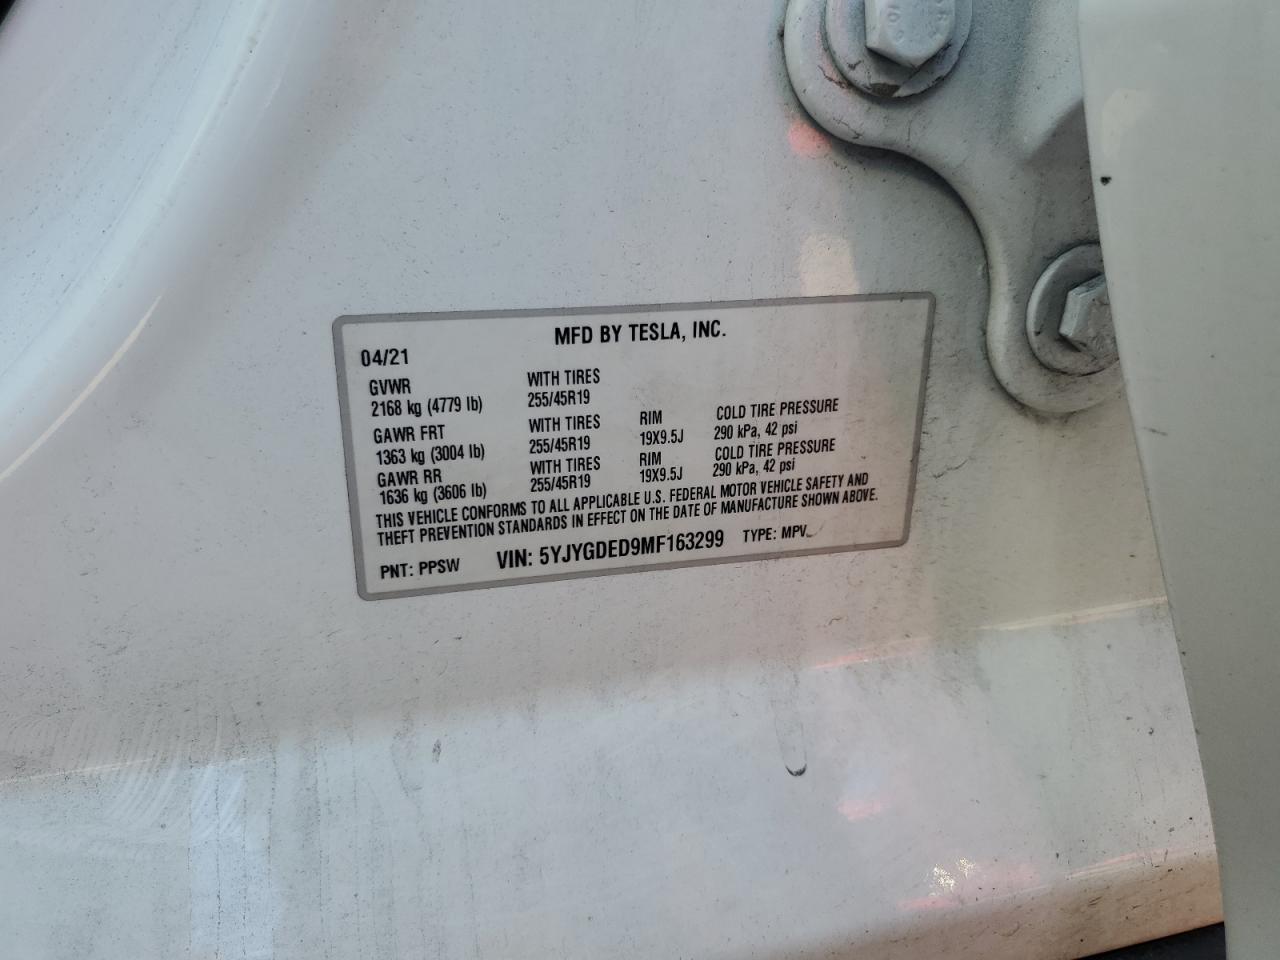 MFD BY TESLA, INC.
04/21
GVWR WITH TIRES
2168 kg (4779 lb) 255/45R19
GAWR FRT WITH TIRES RIM COLD TIRE PRESSURE
1363 kg (3004 lb) 255/45R19 19X9.5J 290 kPa, 42 psi
GAWR RR WITH TIRES RIM COLD TIRE PRESSURE
1636 kg (3606 lb) 255/45R19 19X9.5J 290 kPa, 42 psi
THIS VEHICLE CONFORMS TO ALL APPLICABLE U.S. FEDERAL MOTOR VEHICLE SAFETY AND
THEFT PREVENTION STANDARDS IN EFFECT ON THE DATE OF MANUFACTURE SHOWN ABOVE.
PNT: PPSW VIN: 5YJYGDED9MF163299 TYPE: MPV